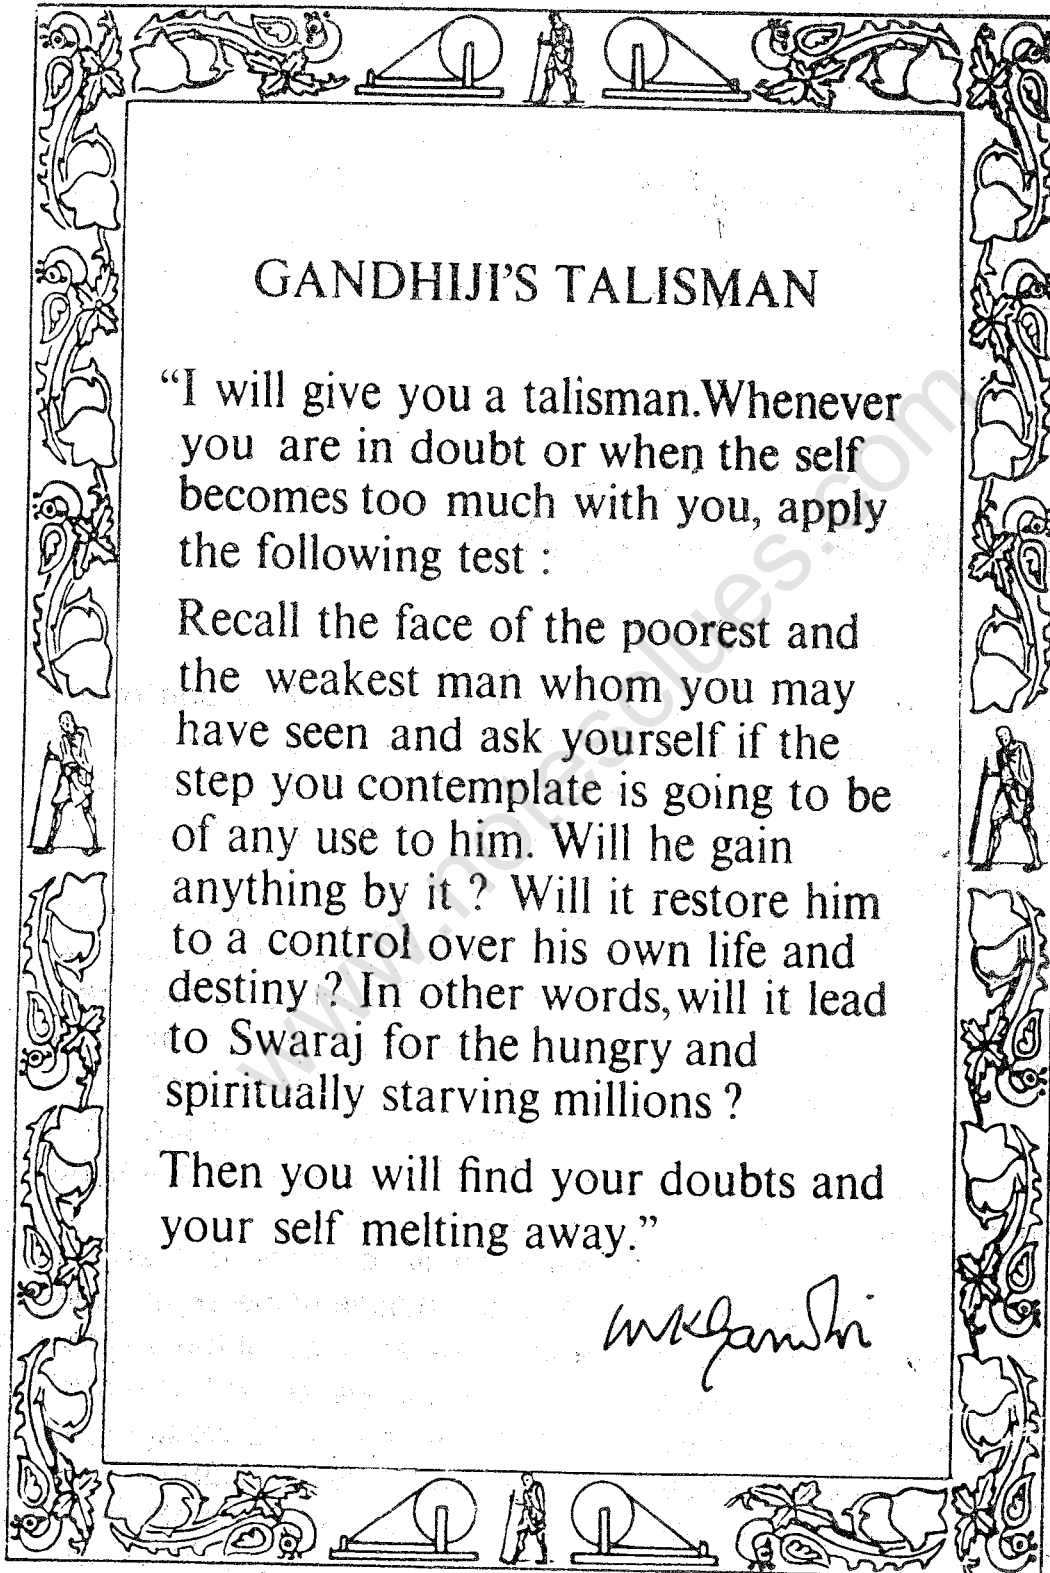 GANDHIJI'S TALISMAN
“I will give you a talisman.Whenever
you are in doubt or when the self
becomes too much with you, apply
the following test :
Recall the face of the poorest and
the weakest man whom you may
have seen and ask yourself if the
step you contemplate is going to be
of any use to him. Will he gain
anything by it ? Will it restore him
to a control over his own life and
destiny ? In other words, will it lead
to Swaraj for the hungry and
spiritually starving millions ?
Then you will find your doubts and
your self melting away.”
MKGandhi
www.notesclues.com